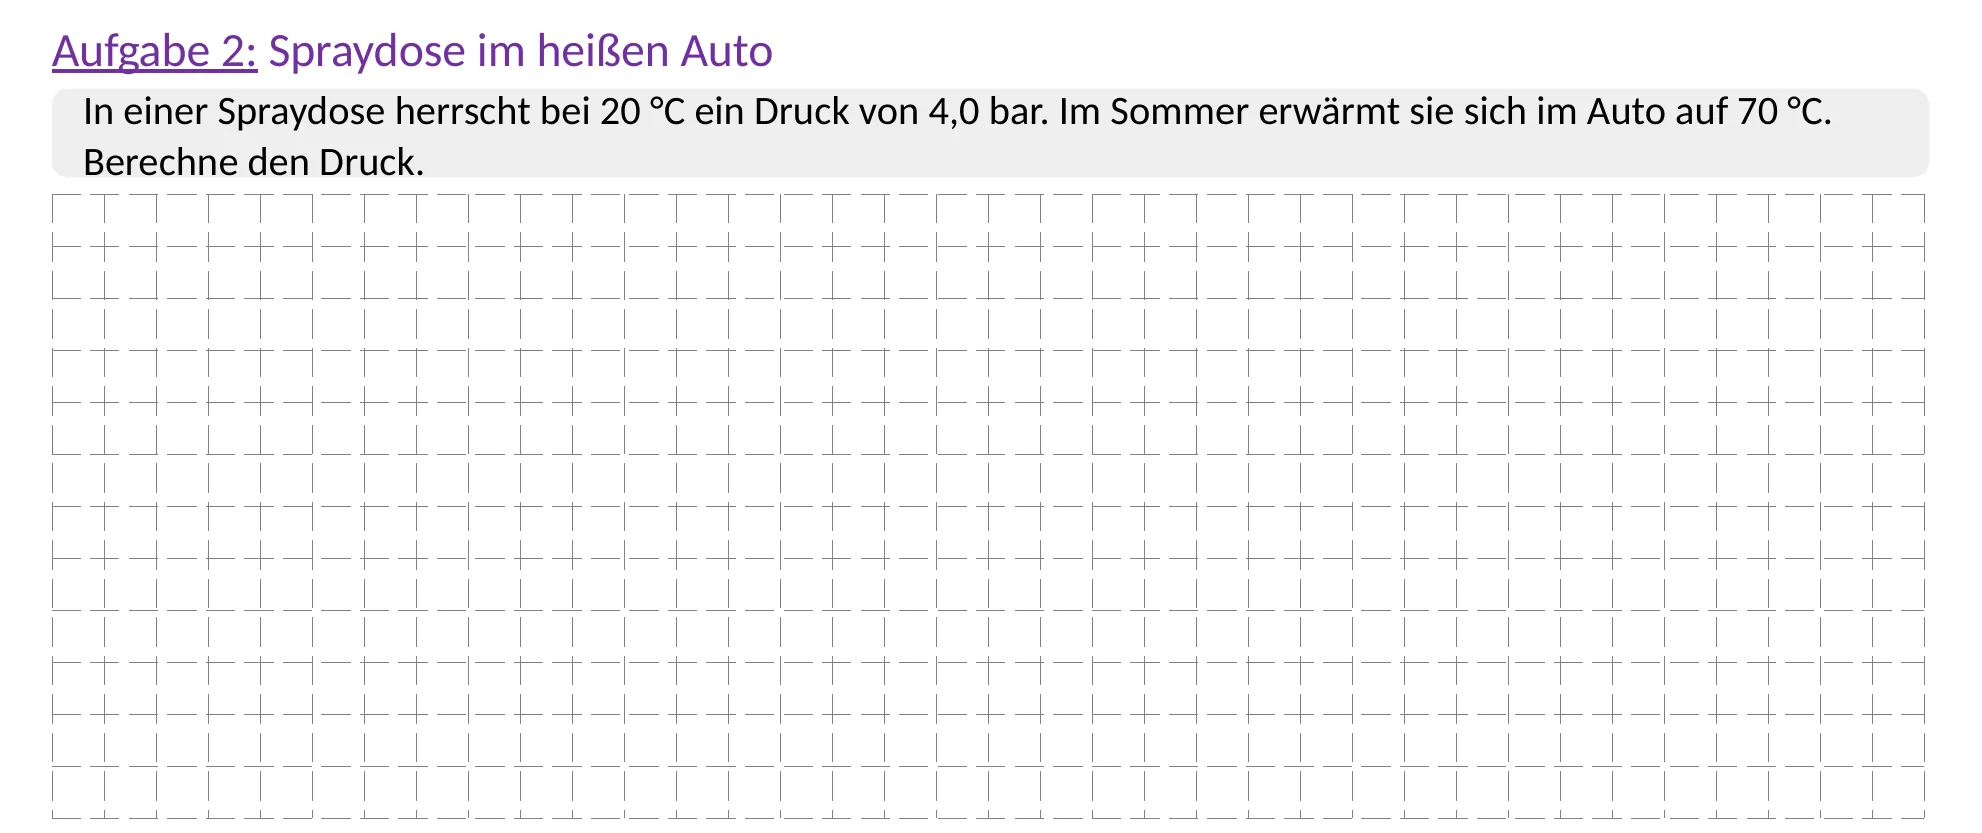 Aufgabe 2: Spraydose im heißen Auto
In einer Spraydose herrscht bei 20 °C ein Druck von 4,0 bar. Im Sommer erwärmt sie sich im Auto auf 70 °C.
Berechne den Druck.